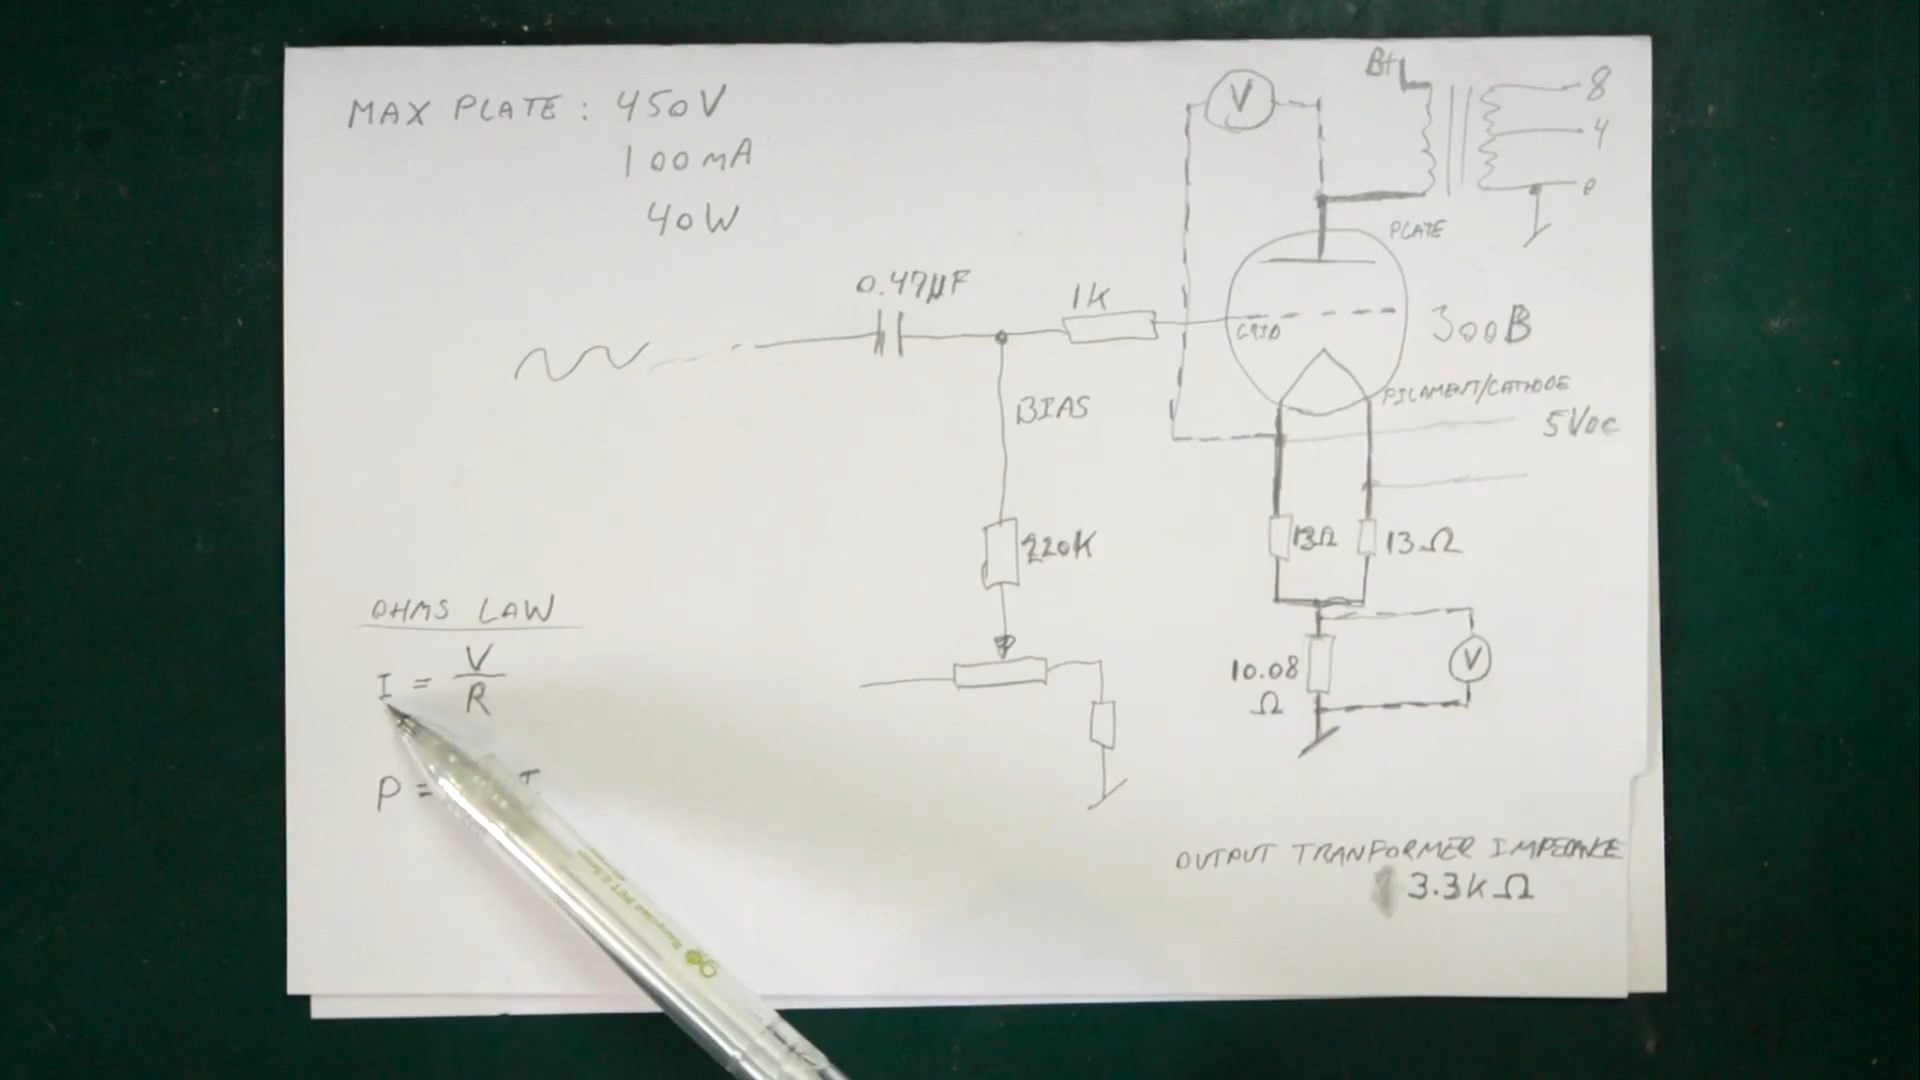 MAX PLATE: 450V
100mA
40W
V
B+
8
4
0
PLATE
0.47µF
1K
GRID
300B
FILAMENT/CATHODE
5VDC
BIAS
220K
13Ω
13Ω
10.08
Ω
V
OHMS LAW
I = V
R
P =
I
OUTPUT TRANFORMER IMPEDANCE
3.3KΩ
go